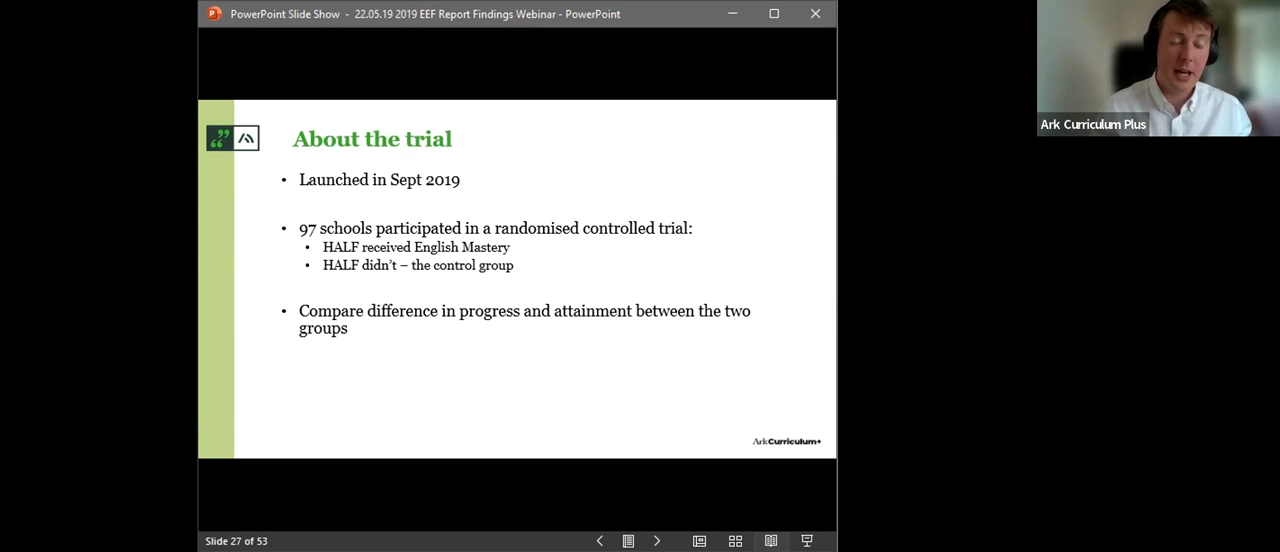 PowerPoint Slide Show - 22.05.19 2019 EEF Report Findings Webinar - PowerPoint
Ark Curriculum Plus
About the trial
• Launched in Sept 2019
• 97 schools participated in a randomised controlled trial:
• HALF received English Mastery
• HALF didn't – the control group
• Compare difference in progress and attainment between the two
groups
ArkCurriculum+
Slide 27 of 53